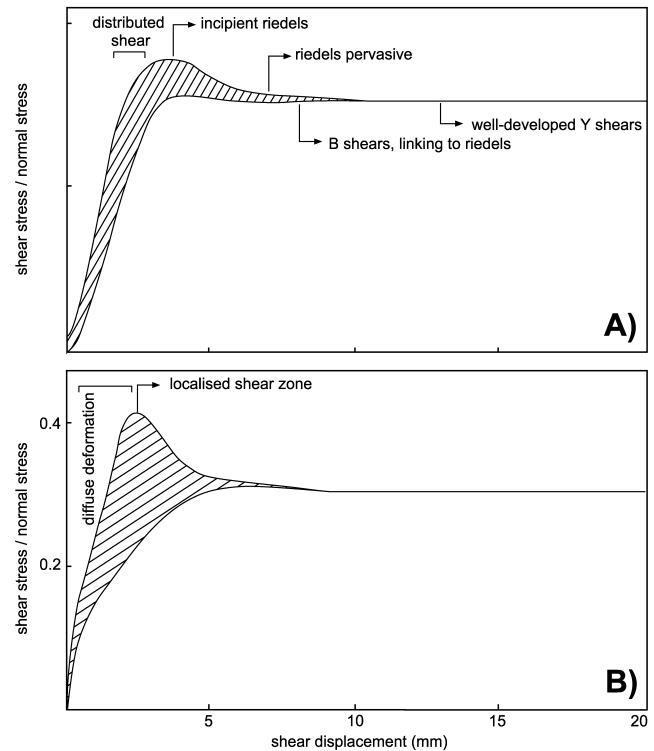 distributed
shear
incipient riedels
riedels pervasive
well-developed Y shears
B shears, linking to riedels
shear stress / normal stress
A)
localised shear zone
diffuse deformation
0.4
0.2
shear stress / normal stress
B)
5
10
15
20
shear displacement (mm)